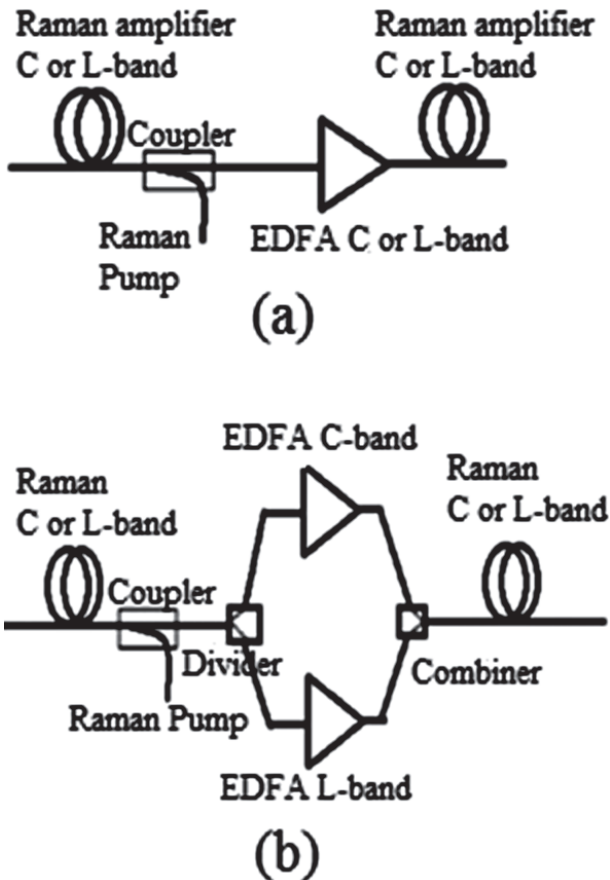 Raman amplifier
C or L-band
Raman amplifier
C or L-band
Coupler
Raman
Pump
EDFA C or L-band
(a)
EDFA C-band
Raman
C or L-band
Raman
C or L-band
Coupler
Divider
Combiner
Raman Pump
EDFA L-band
(b)